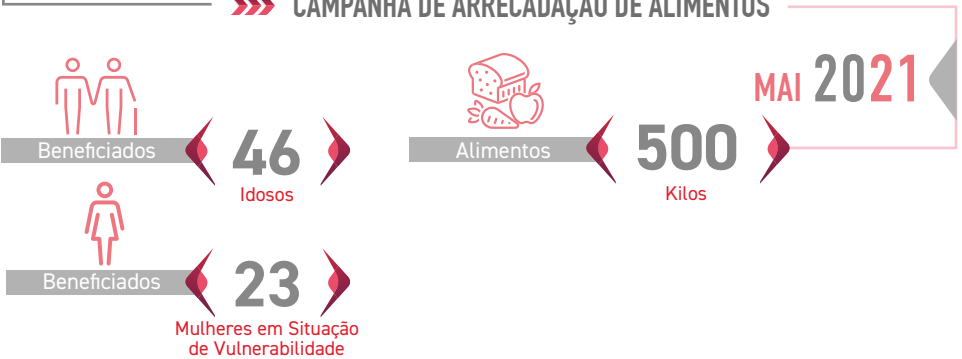 CAMPANHA DE ARRECADAÇÃO DE ALIMENTOS
MAI 2021
Beneficiados
46
Idosos
Alimentos
500
Kilos
Beneficiados
23
Mulheres em Situação
de Vulnerabilidade